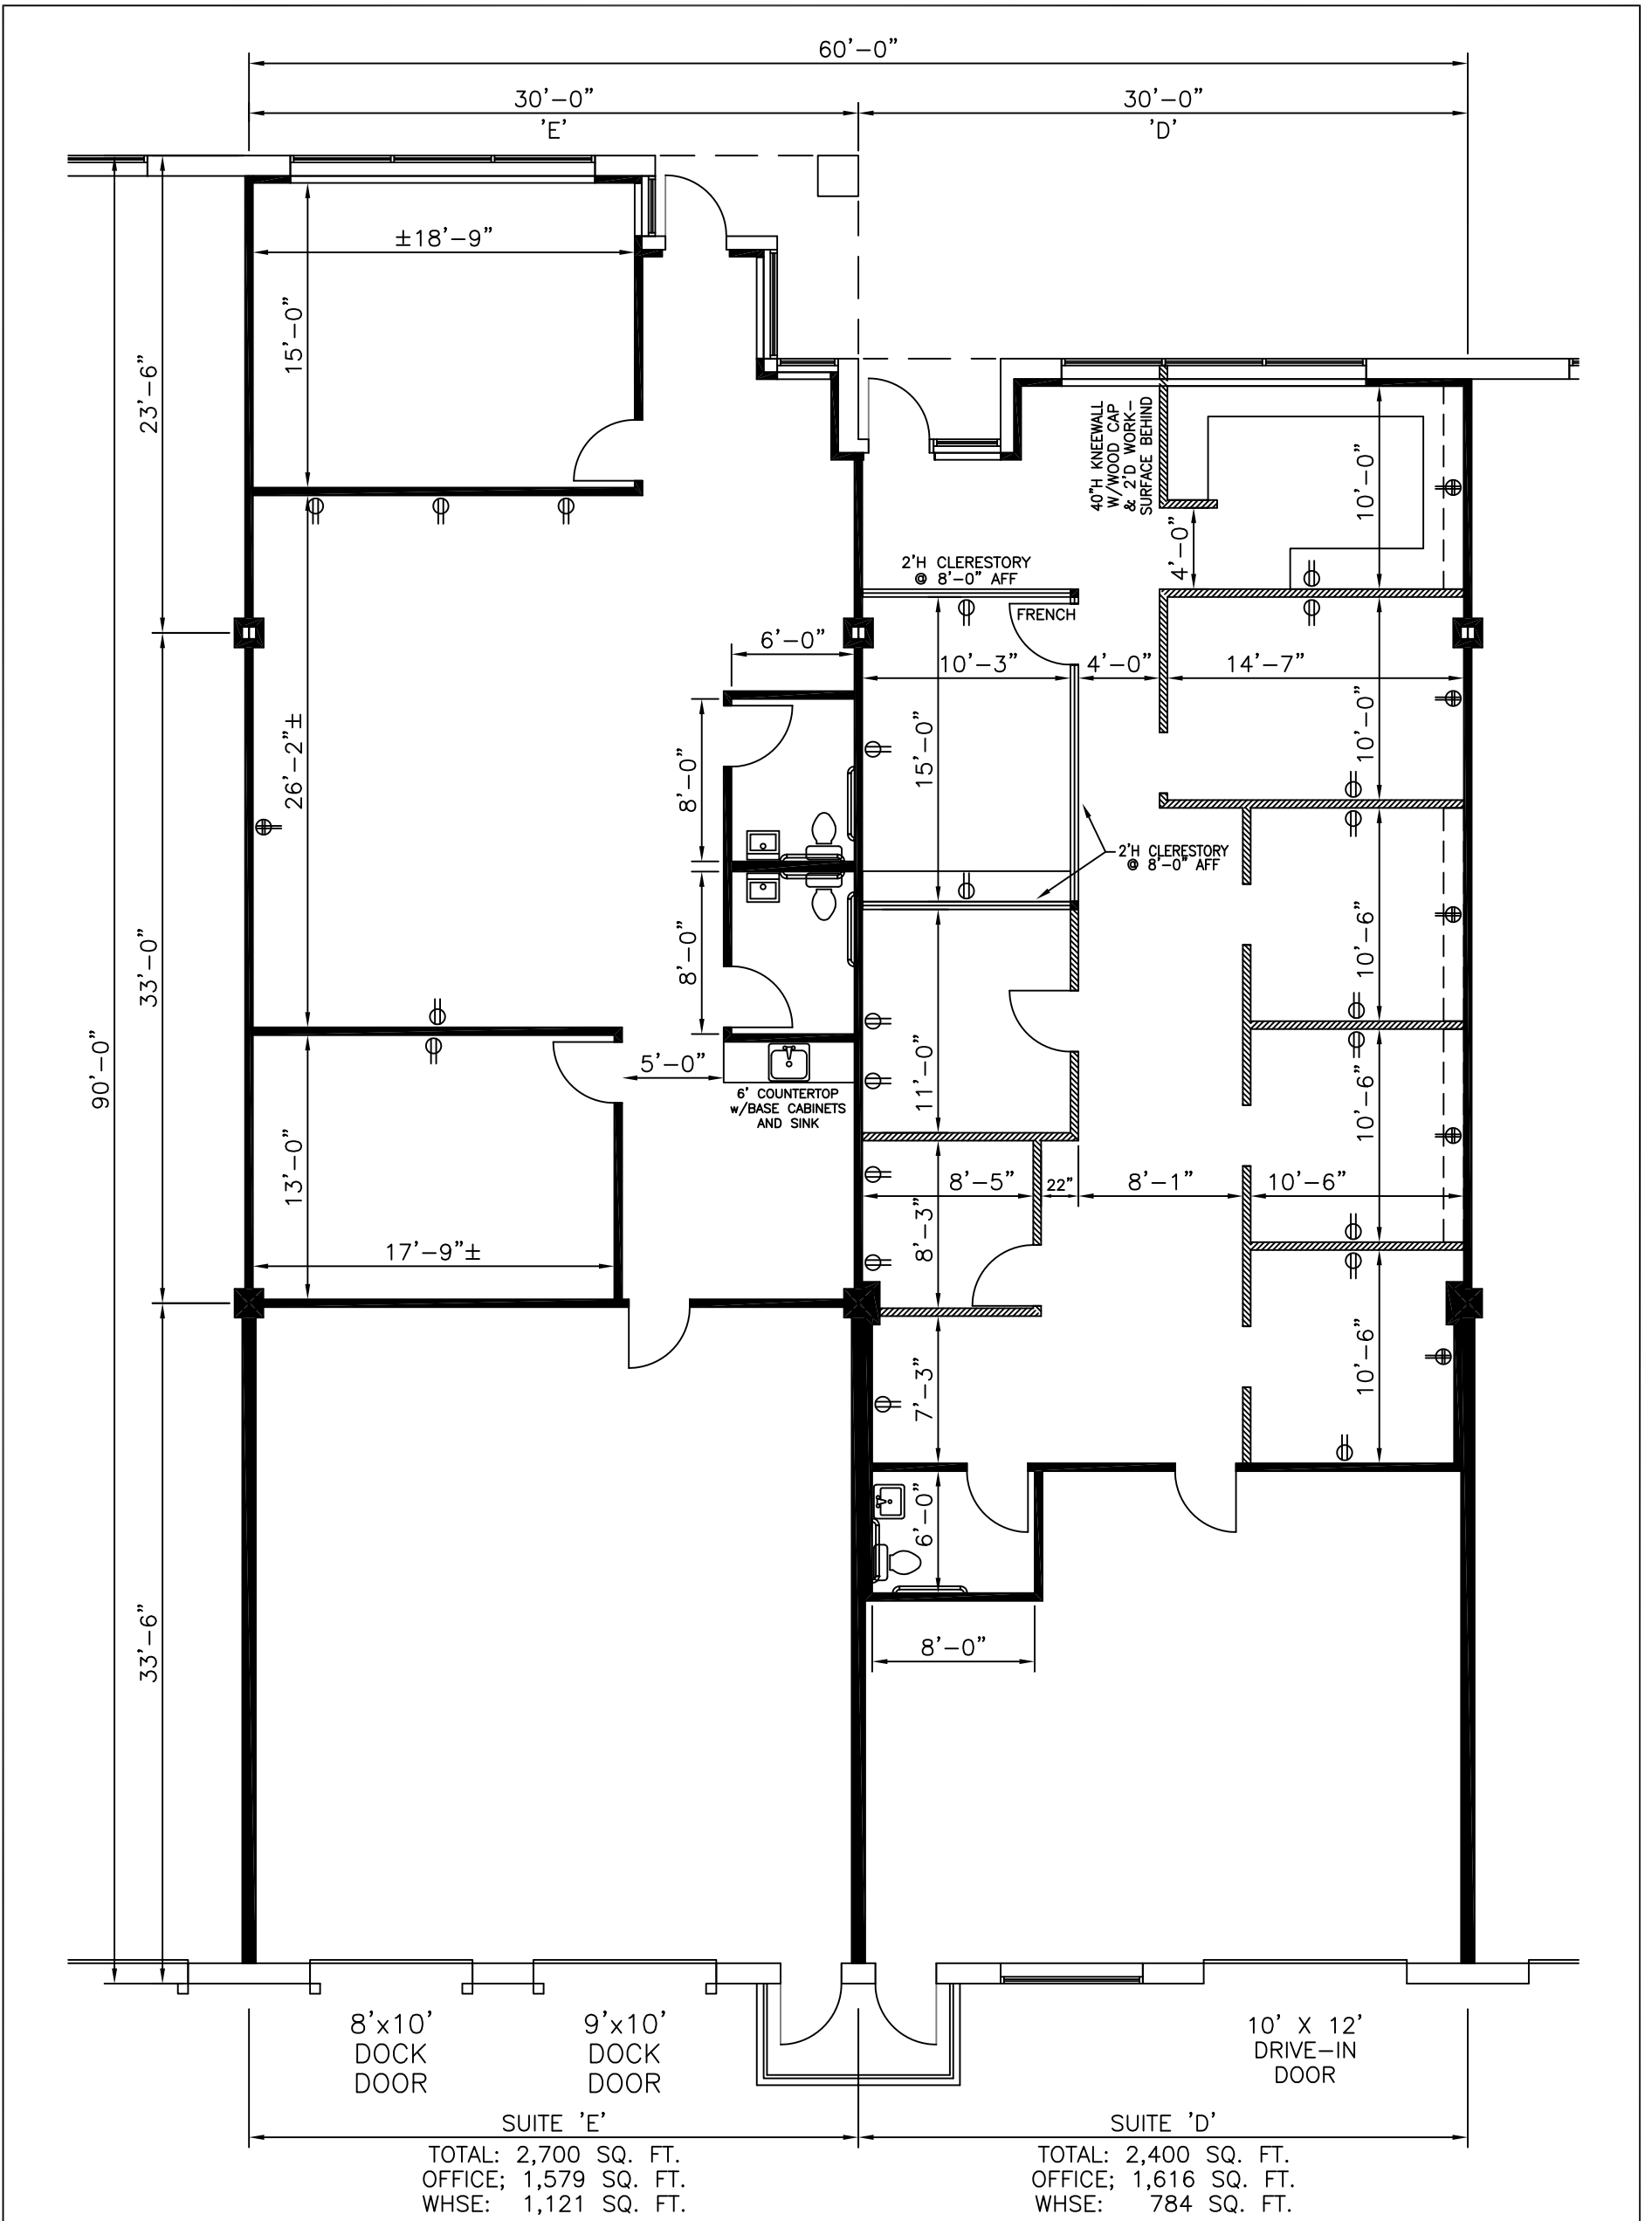 60'-0"
30'-0"
30'-0"
'E'
'D'
±18'-9"
15'-0"
23'-6"
40"H KNEEWALL
W/WOOD CAP
& 2'D WORK-
SURFACE BEHIND
10'-0"
4'-0"
2'H CLERESTORY
@ 8'-0" AFF
FRENCH
6'-0"
10'-3"
4'-0"
14'-7"
26'-2"±
8'-0"
15'-0"
10'-0"
2'H CLERESTORY
@ 8'-0" AFF
8'-0"
10'-6"
33'-0"
90'-0"
5'-0"
6' COUNTERTOP
w/BASE CABINETS
AND SINK
11'-0"
10'-6"
13'-0"
17'-9"±
8'-5"
22"
8'-1"
10'-6"
8'-3"
7'-3"
10'-6"
6'-0"
33'-6"
8'-0"
8'x10'
DOCK
DOOR
9'x10'
DOCK
DOOR
10' X 12'
DRIVE-IN
DOOR
SUITE 'E'
TOTAL: 2,700 SQ. FT.
OFFICE; 1,579 SQ. FT.
WHSE: 1,121 SQ. FT.
SUITE 'D'
TOTAL: 2,400 SQ. FT.
OFFICE; 1,616 SQ. FT.
WHSE: 784 SQ. FT.